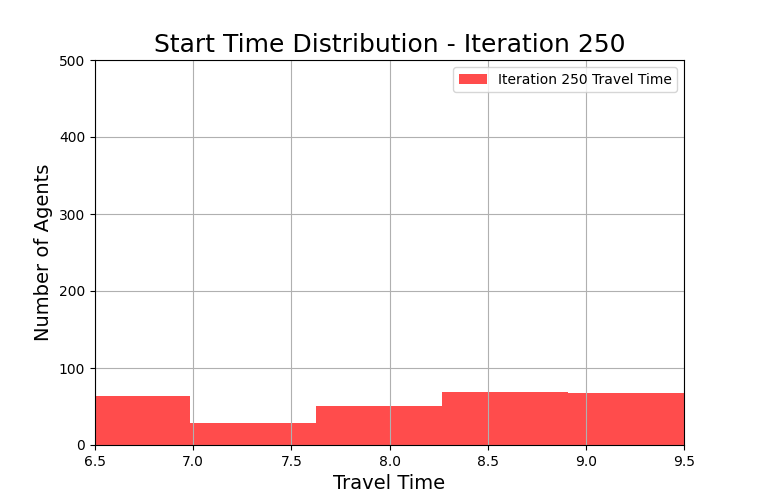 Start Time Distribution - Iteration 250
500
400
300
200
100
0
Number of Agents
Iteration 250 Travel Time
6.5 7.0 7.5 8.0 8.5 9.0 9.5
Travel Time